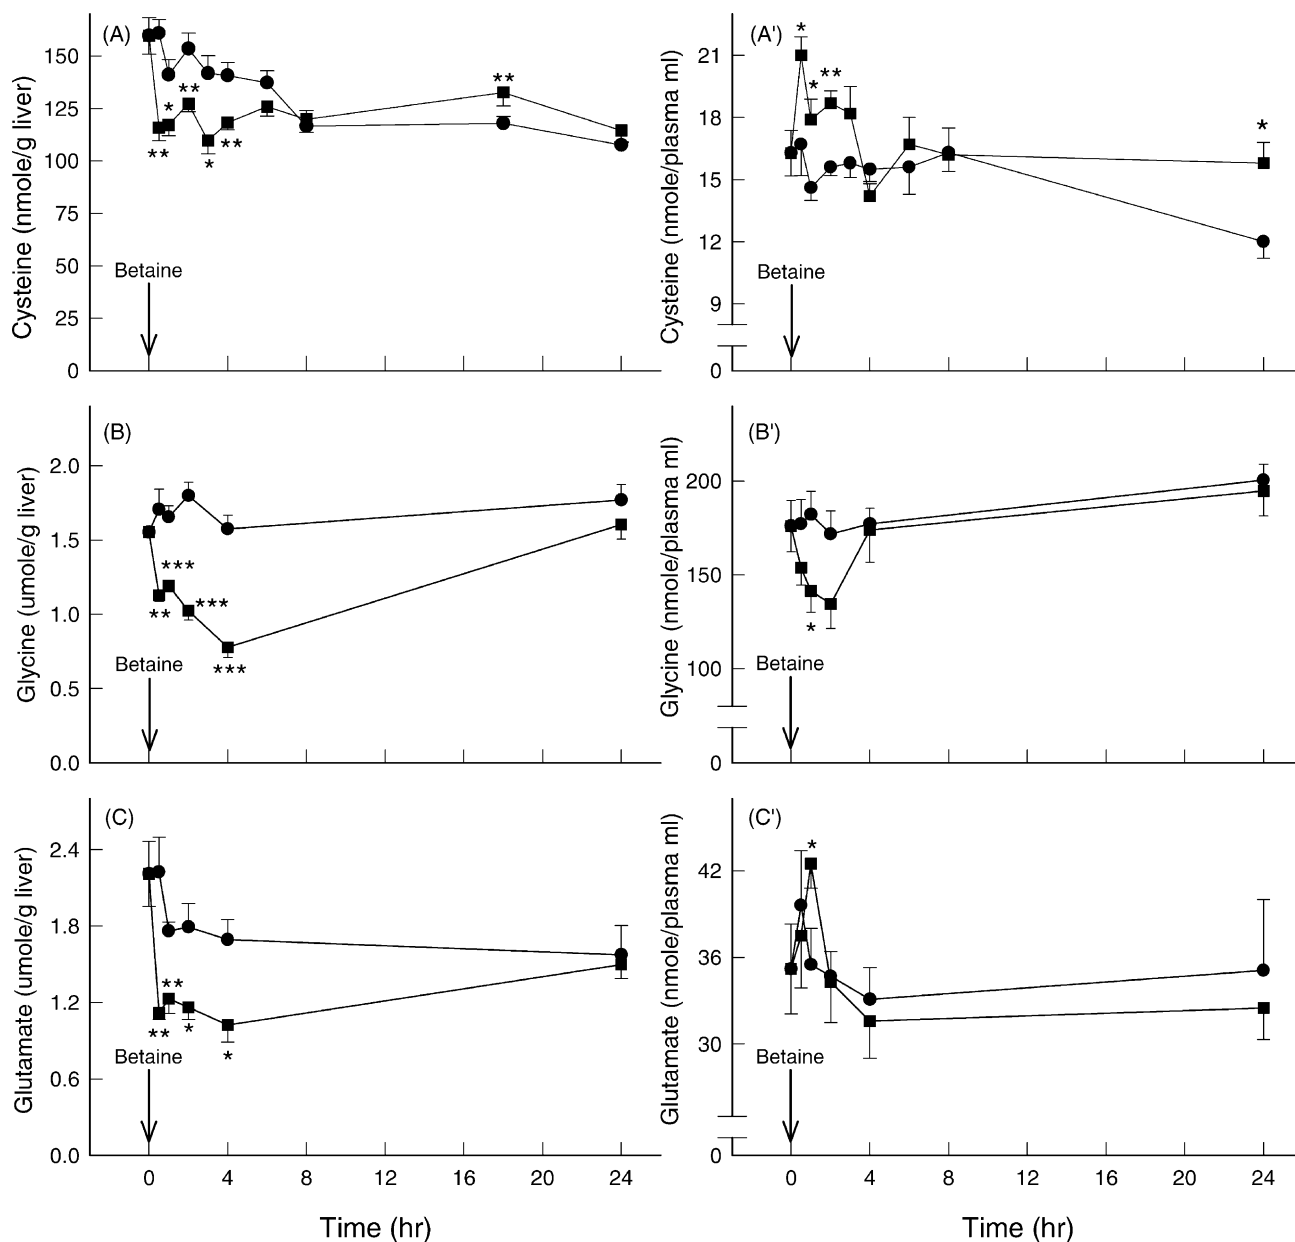 (A)
Cysteine (nmole/g liver)
150
125
100
75
50
25
0
**
*
**
*
**
**
Betaine
(A')
Cysteine (nmole/plasma ml)
21
18
15
12
9
0
*
*
**
*
Betaine
(B)
Glycine (umole/g liver)
2.0
1.5
1.0
0.5
0.0
***
**
***
***
Betaine
(B')
Glycine (nmole/plasma ml)
200
150
100
0
*
Betaine
(C)
Glutamate (umole/g liver)
2.4
1.8
1.2
0.6
0.0
**
**
*
*
Betaine
0 4 8 12 16 20 24
Time (hr)
(C')
Glutamate (nmole/plasma ml)
42
36
30
0
*
Betaine
0 4 8 12 16 20 24
Time (hr)